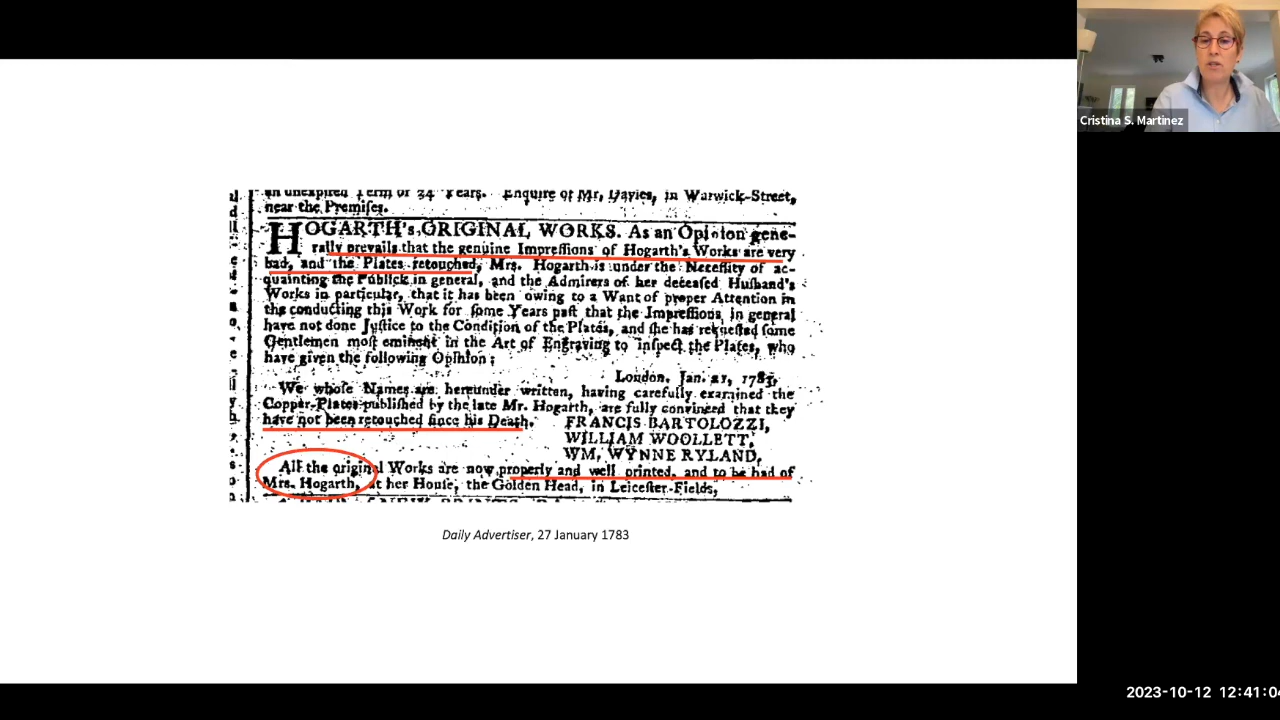 an unexpired Term of 34 Years. Enquire of Mr, Davies, in Warwick-Street,
near the Premiſes.
HOGARTH's ORIGINAL WORKS. As an Opinion gene-
rally prevails that the genuine Impreſſions of Hogarth's Works are very
bad, and the Plates retouched, Mrs. Hogarth is under the Neceſſity of ac-
quainting the Publick in general, and the Admirers of her deceaſed Huſband's
Works in particular, that it has been owing to a Want of proper Attention in
the conducting this Work for ſome Years paſt that the Impreſſions in general
have not done Juſtice to the Condition of the Plates, and ſhe has requeſted ſome
Gentlemen moſt eminent in the Art of Engraving to inſpect the Plates, who
have given the following Opinion:
London, Jan. 21, 1783.
We whoſe Names are hereunder written, having carefully examined the
Copper-Plates publiſhed by the late Mr. Hogarth, are fully convinced that they
have not been retouched ſince his Death.
FRANCIS BARTOLOZZI,
WILLIAM WOOLLETT,
WM, WYNNE RYLAND,
All the original Works are now properly and well printed, and to be had of
Mrs. Hogarth, at her Houſe, the Golden Head, in Leiceſter-Fields,
Daily Advertiser, 27 January 1783
Cristina S. Martinez
2023-10-12 12:41:04